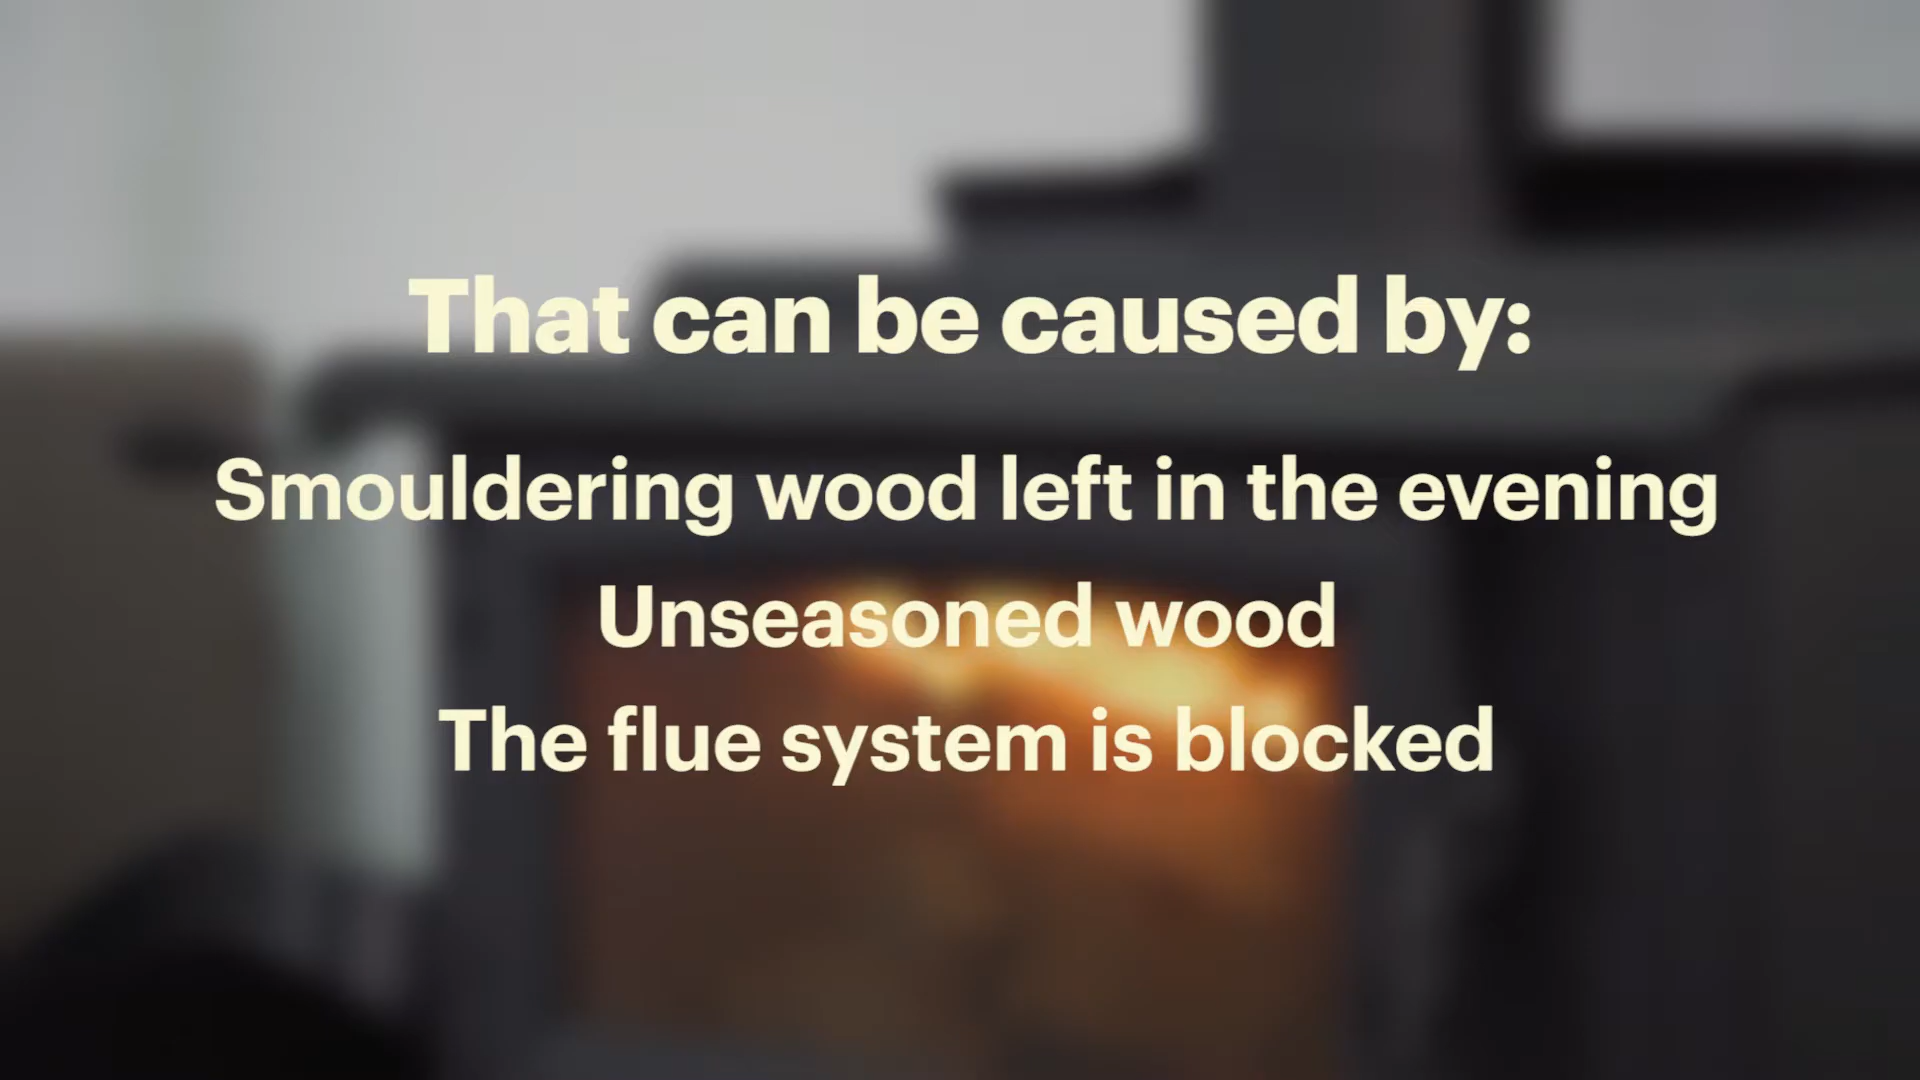 That can be caused by:
Smouldering wood left in the evening
Unseasoned wood
The flue system is blocked